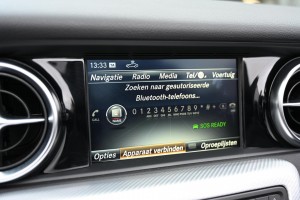 13:33
Navigatie Radio Media Tel/ Voertuig
Zoeken naar geautoriseerde
Bluetooth-telefoons...
0 1 2 3 4 5 6 7 8 9 * # +
SOS READY
Opties Apparaat verbinden Oproeplijsten